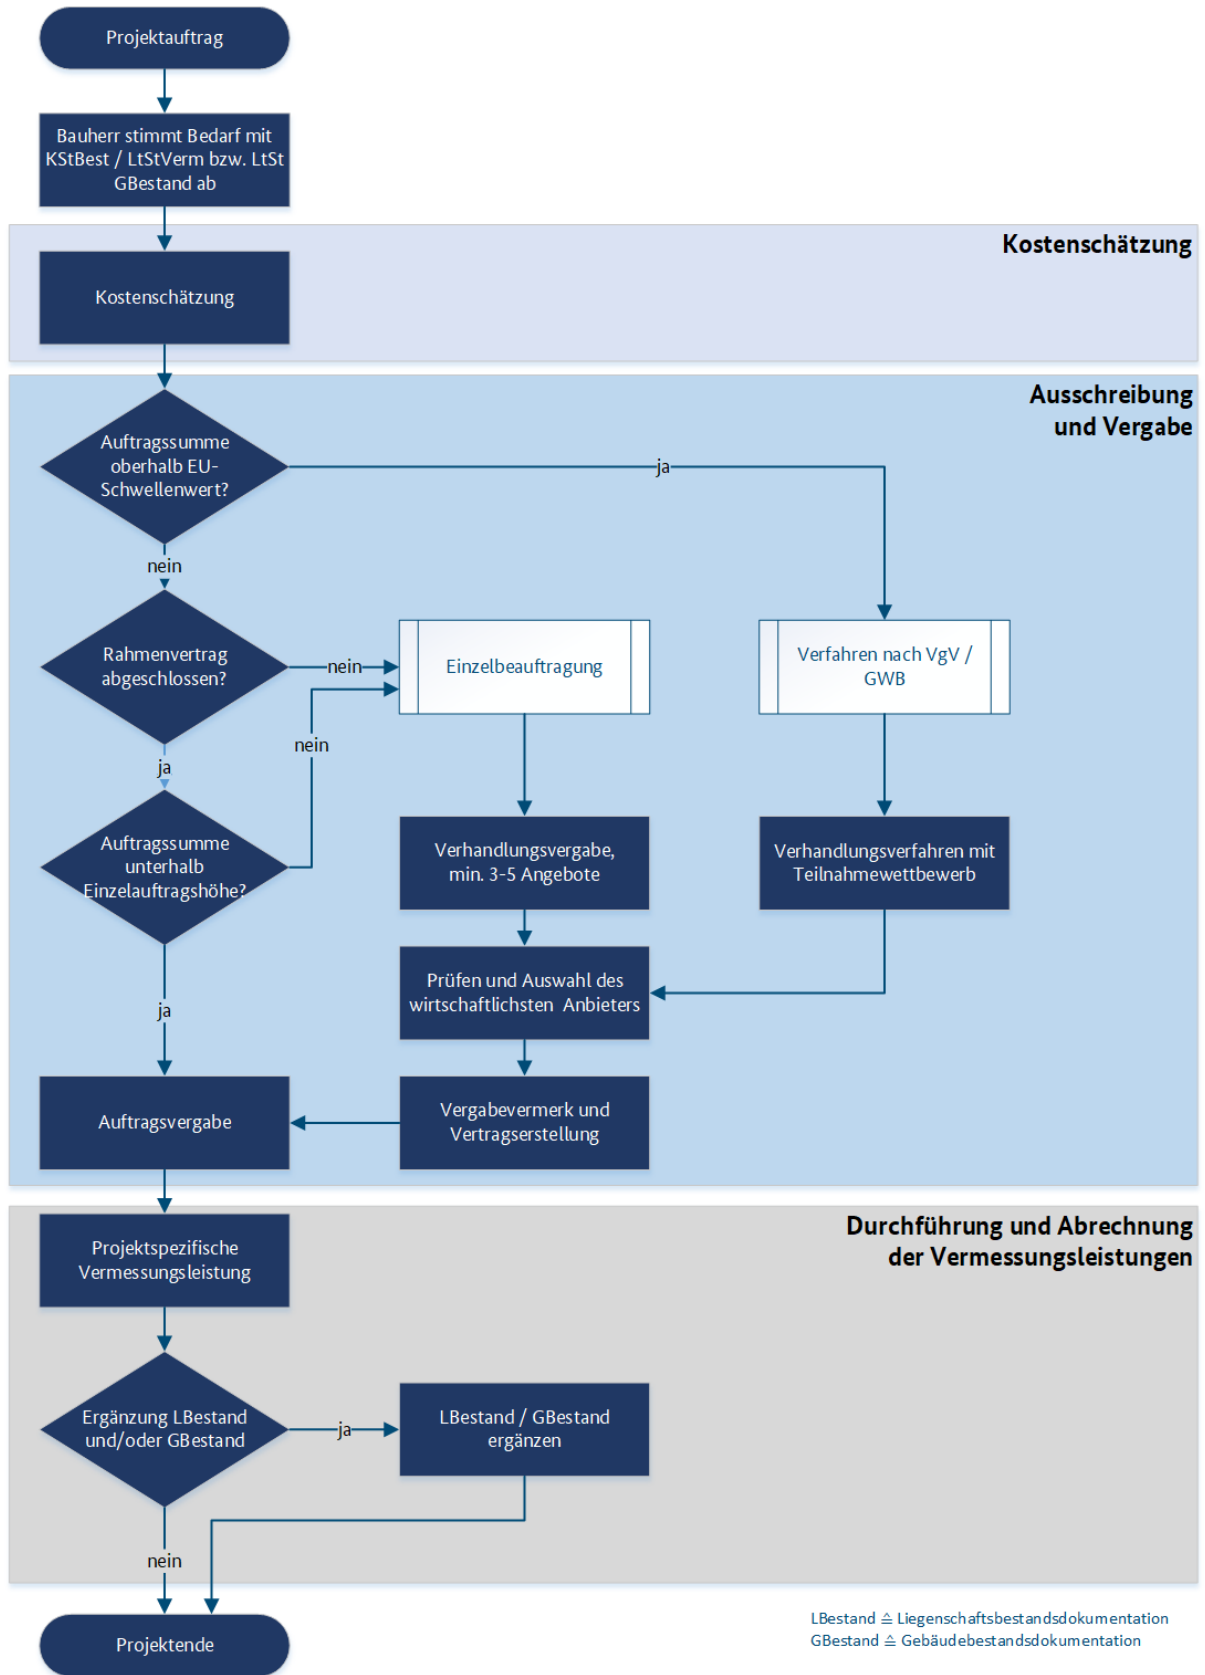 Projektauftrag
Bauherr stimmt Bedarf mit
KStBest / LtStVerm bzw. LtSt
GBestand ab
Kostenschätzung
Kostenschätzung
Ausschreibung
und Vergabe
Auftragssumme
oberhalb EU-
Schwellenwert?
ja
nein
Rahmenvertrag
abgeschlossen?
nein
Einzelbeauftragung
Verfahren nach VgV /
GWB
nein
ja
Auftragssumme
unterhalb
Einzelauftragshöhe?
Verhandlungsvergabe,
min. 3-5 Angebote
Verhandlungsverfahren mit
Teilnahmewettbewerb
Prüfen und Auswahl des
wirtschaftlichsten Anbieters
ja
Auftragsvergabe
Vergabevermerk und
Vertragserstellung
Durchführung und Abrechnung
der Vermessungsleistungen
Projektspezifische
Vermessungsleistung
Ergänzung LBestand
und/oder GBestand
ja
LBestand / GBestand
ergänzen
nein
Projektende
LBestand ≙ Liegenschaftsbestandsdokumentation
GBestand ≙ Gebäudebestandsdokumentation